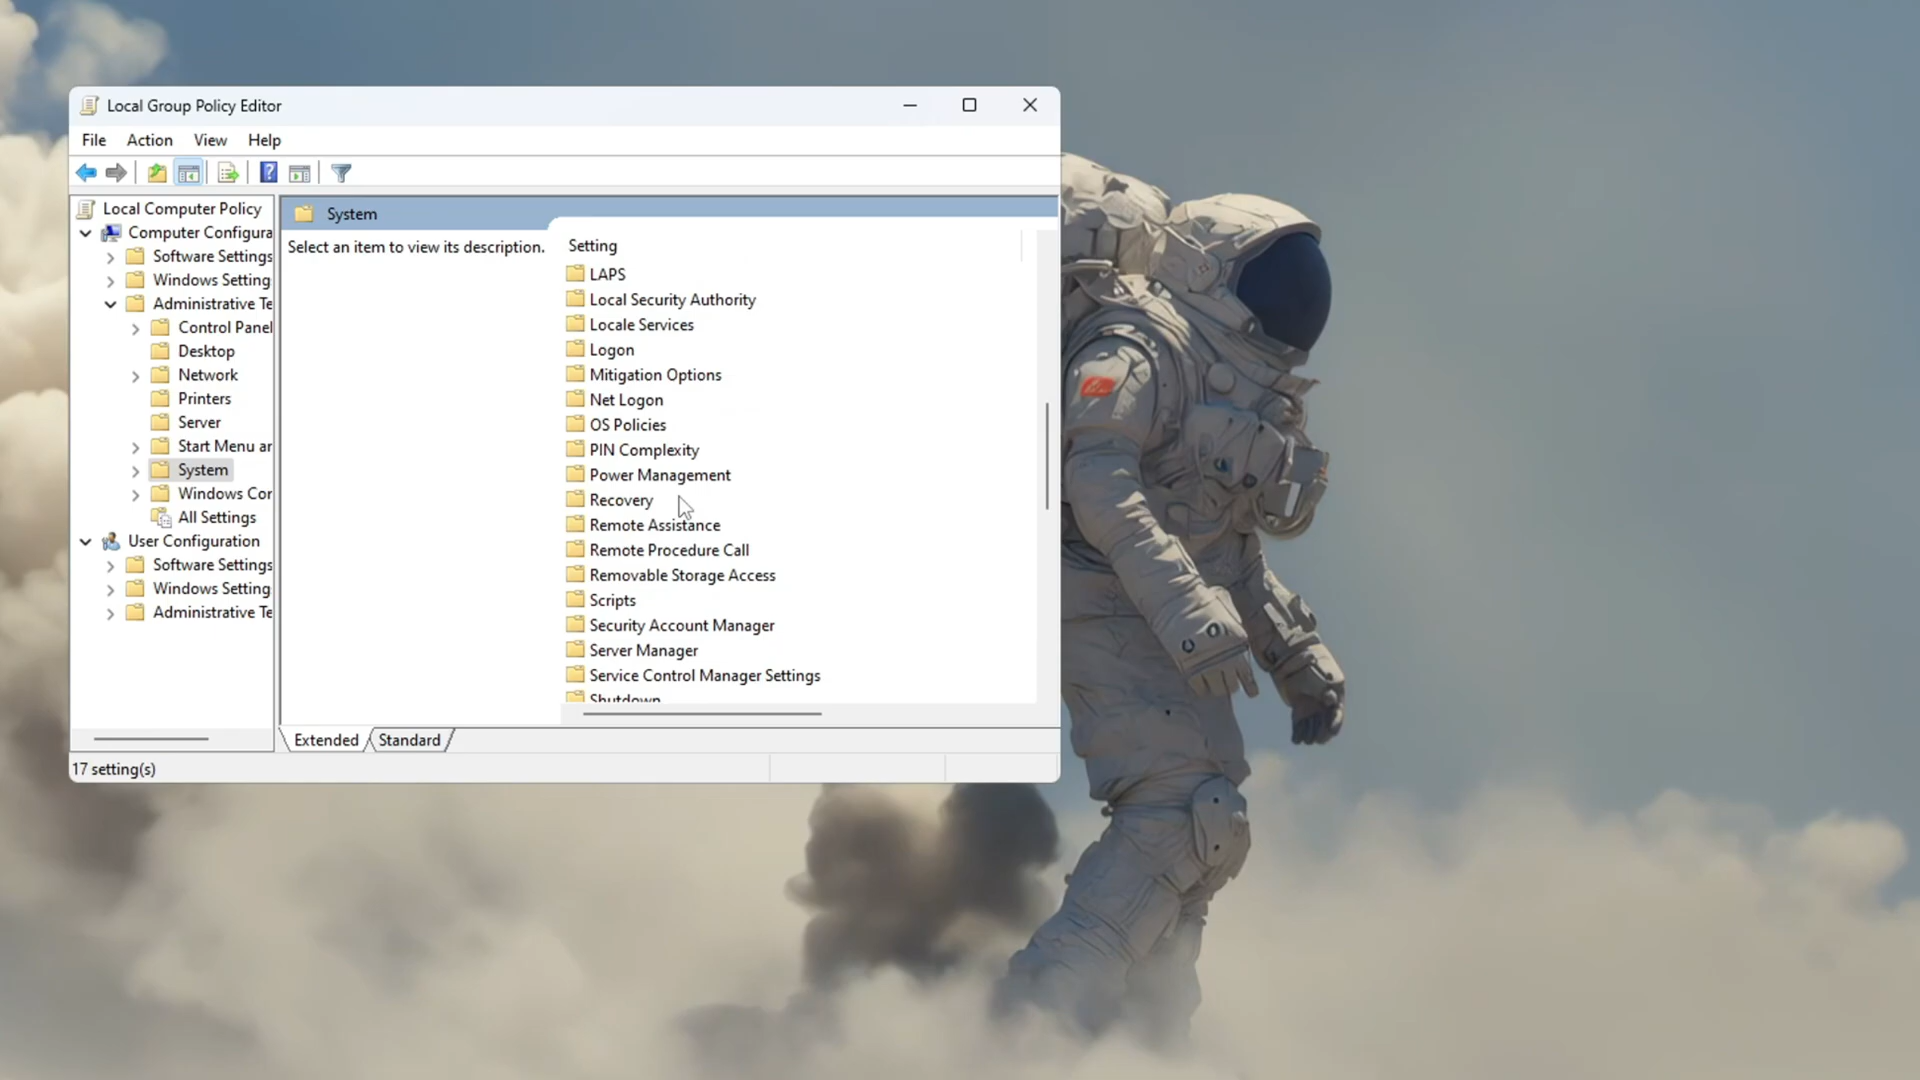 Local Group Policy Editor
File Action View Help
Local Computer Policy
Computer Configura
Software Settings
Windows Setting
Administrative Te
Control Panel
Desktop
Network
Printers
Server
Start Menu ar
System
Windows Cor
All Settings
User Configuration
Software Settings
Windows Setting
Administrative Te
System
Select an item to view its description.
Setting
LAPS
Local Security Authority
Locale Services
Logon
Mitigation Options
Net Logon
OS Policies
PIN Complexity
Power Management
Recovery
Remote Assistance
Remote Procedure Call
Removable Storage Access
Scripts
Security Account Manager
Server Manager
Service Control Manager Settings
Shutdown
Extended Standard
17 setting(s)